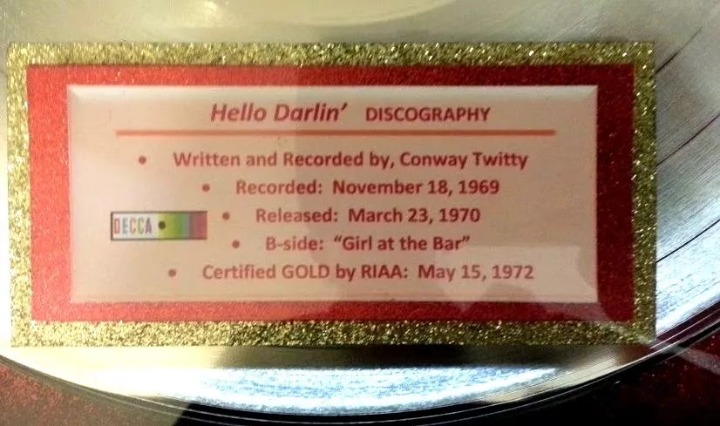 Hello Darlin' DISCOGRAPHY
• Written and Recorded by, Conway Twitty
• Recorded: November 18, 1969
• Released: March 23, 1970
DECCA
• B-side: "Girl at the Bar"
• Certified GOLD by RIAA: May 15, 1972